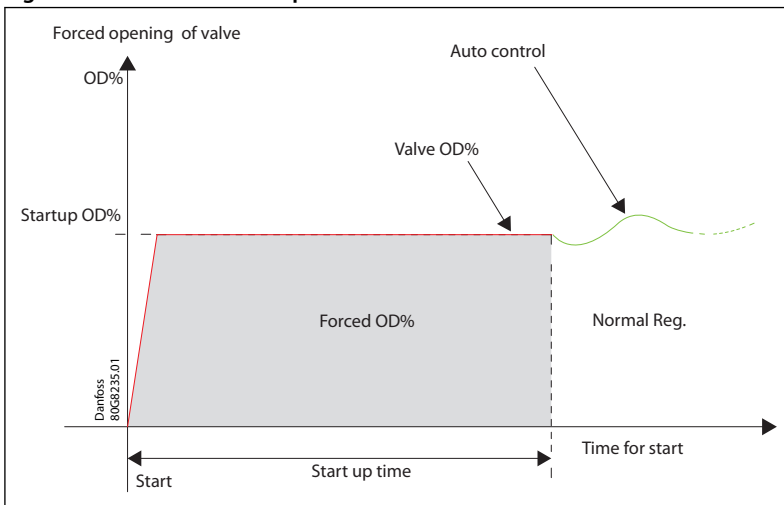 Forced opening of valve
OD%
Auto control
Valve OD%
Startup OD%
Forced OD%
Normal Reg.
Danfoss
80G8235.01
Time for start
Start up time
Start